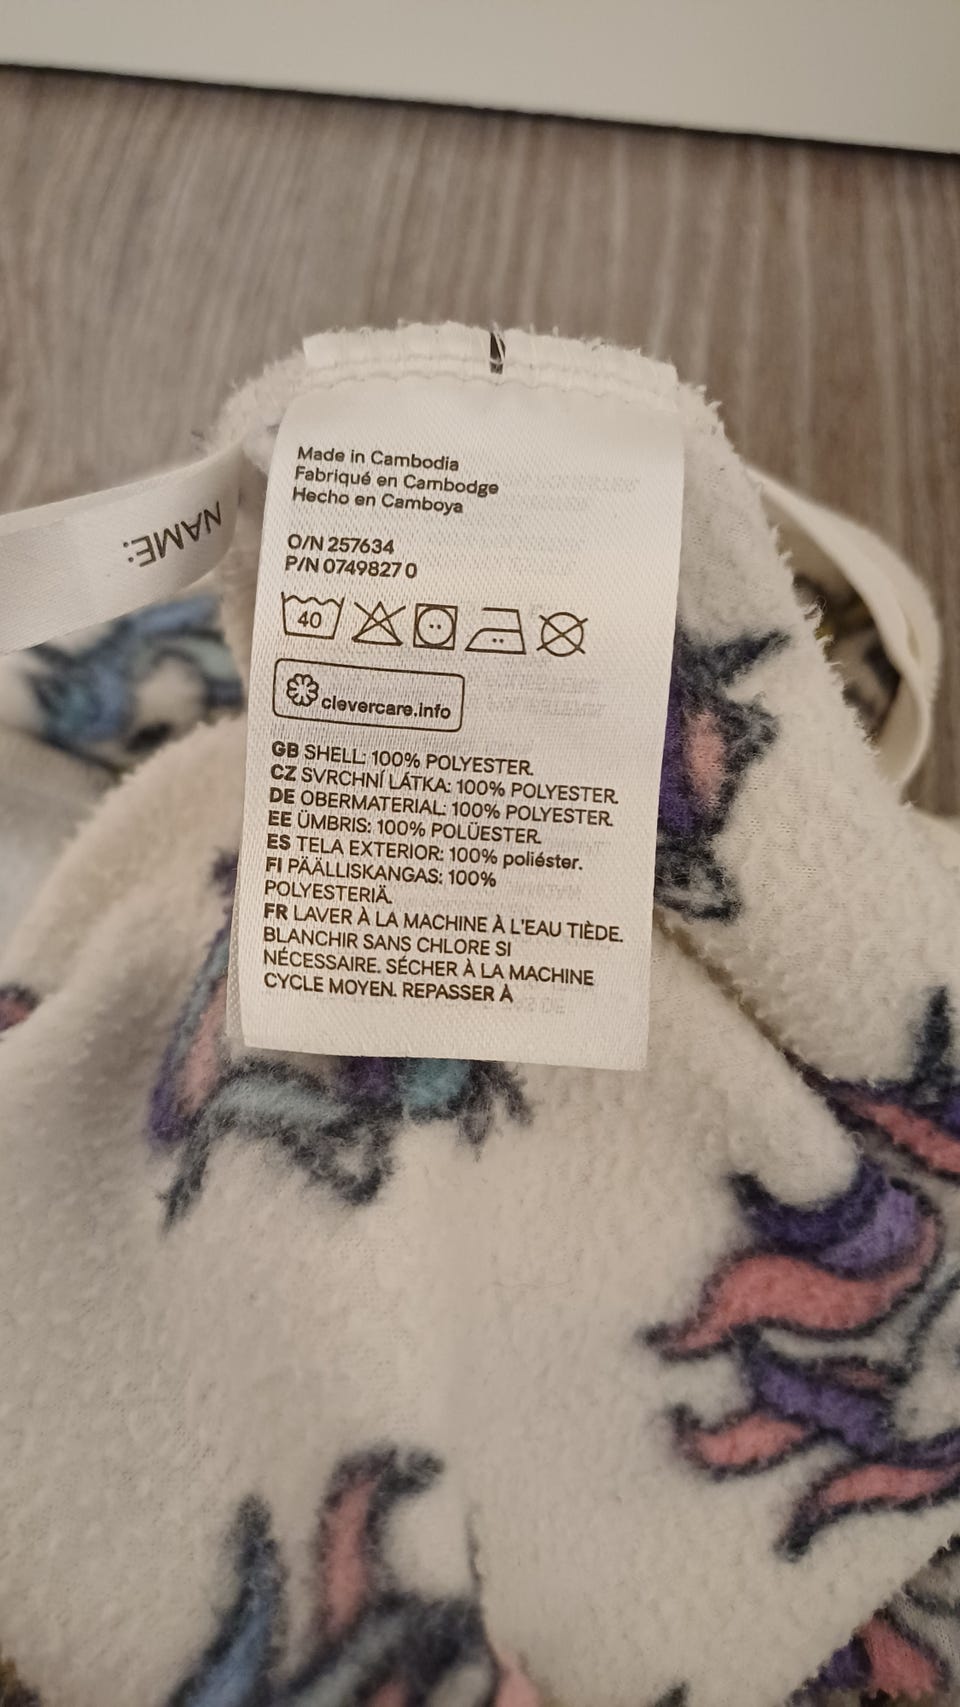 Made in Cambodia
Fabriqué en Cambodge
Hecho en Camboya
O/N 257634
P/N 0749827 0
40
clevercare.info
GB SHELL: 100% POLYESTER.
CZ SVRCHNÍ LÁTKA: 100% POLYESTER.
DE OBERMATERIAL: 100% POLYESTER.
EE ÜMBRIS: 100% POLÜESTER.
ES TELA EXTERIOR: 100% poliéster.
FI PÄÄLLISKANGAS: 100%
POLYESTERIÄ.
FR LAVER À LA MACHINE À L'EAU TIÈDE.
BLANCHIR SANS CHLORE SI
NÉCESSAIRE. SÉCHER À LA MACHINE
CYCLE MOYEN. REPASSER À
NAME: